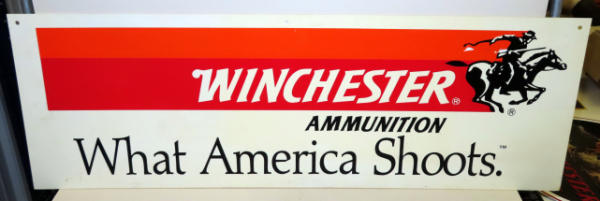 WINCHESTER®
®
AMMUNITION
What America Shoots.™